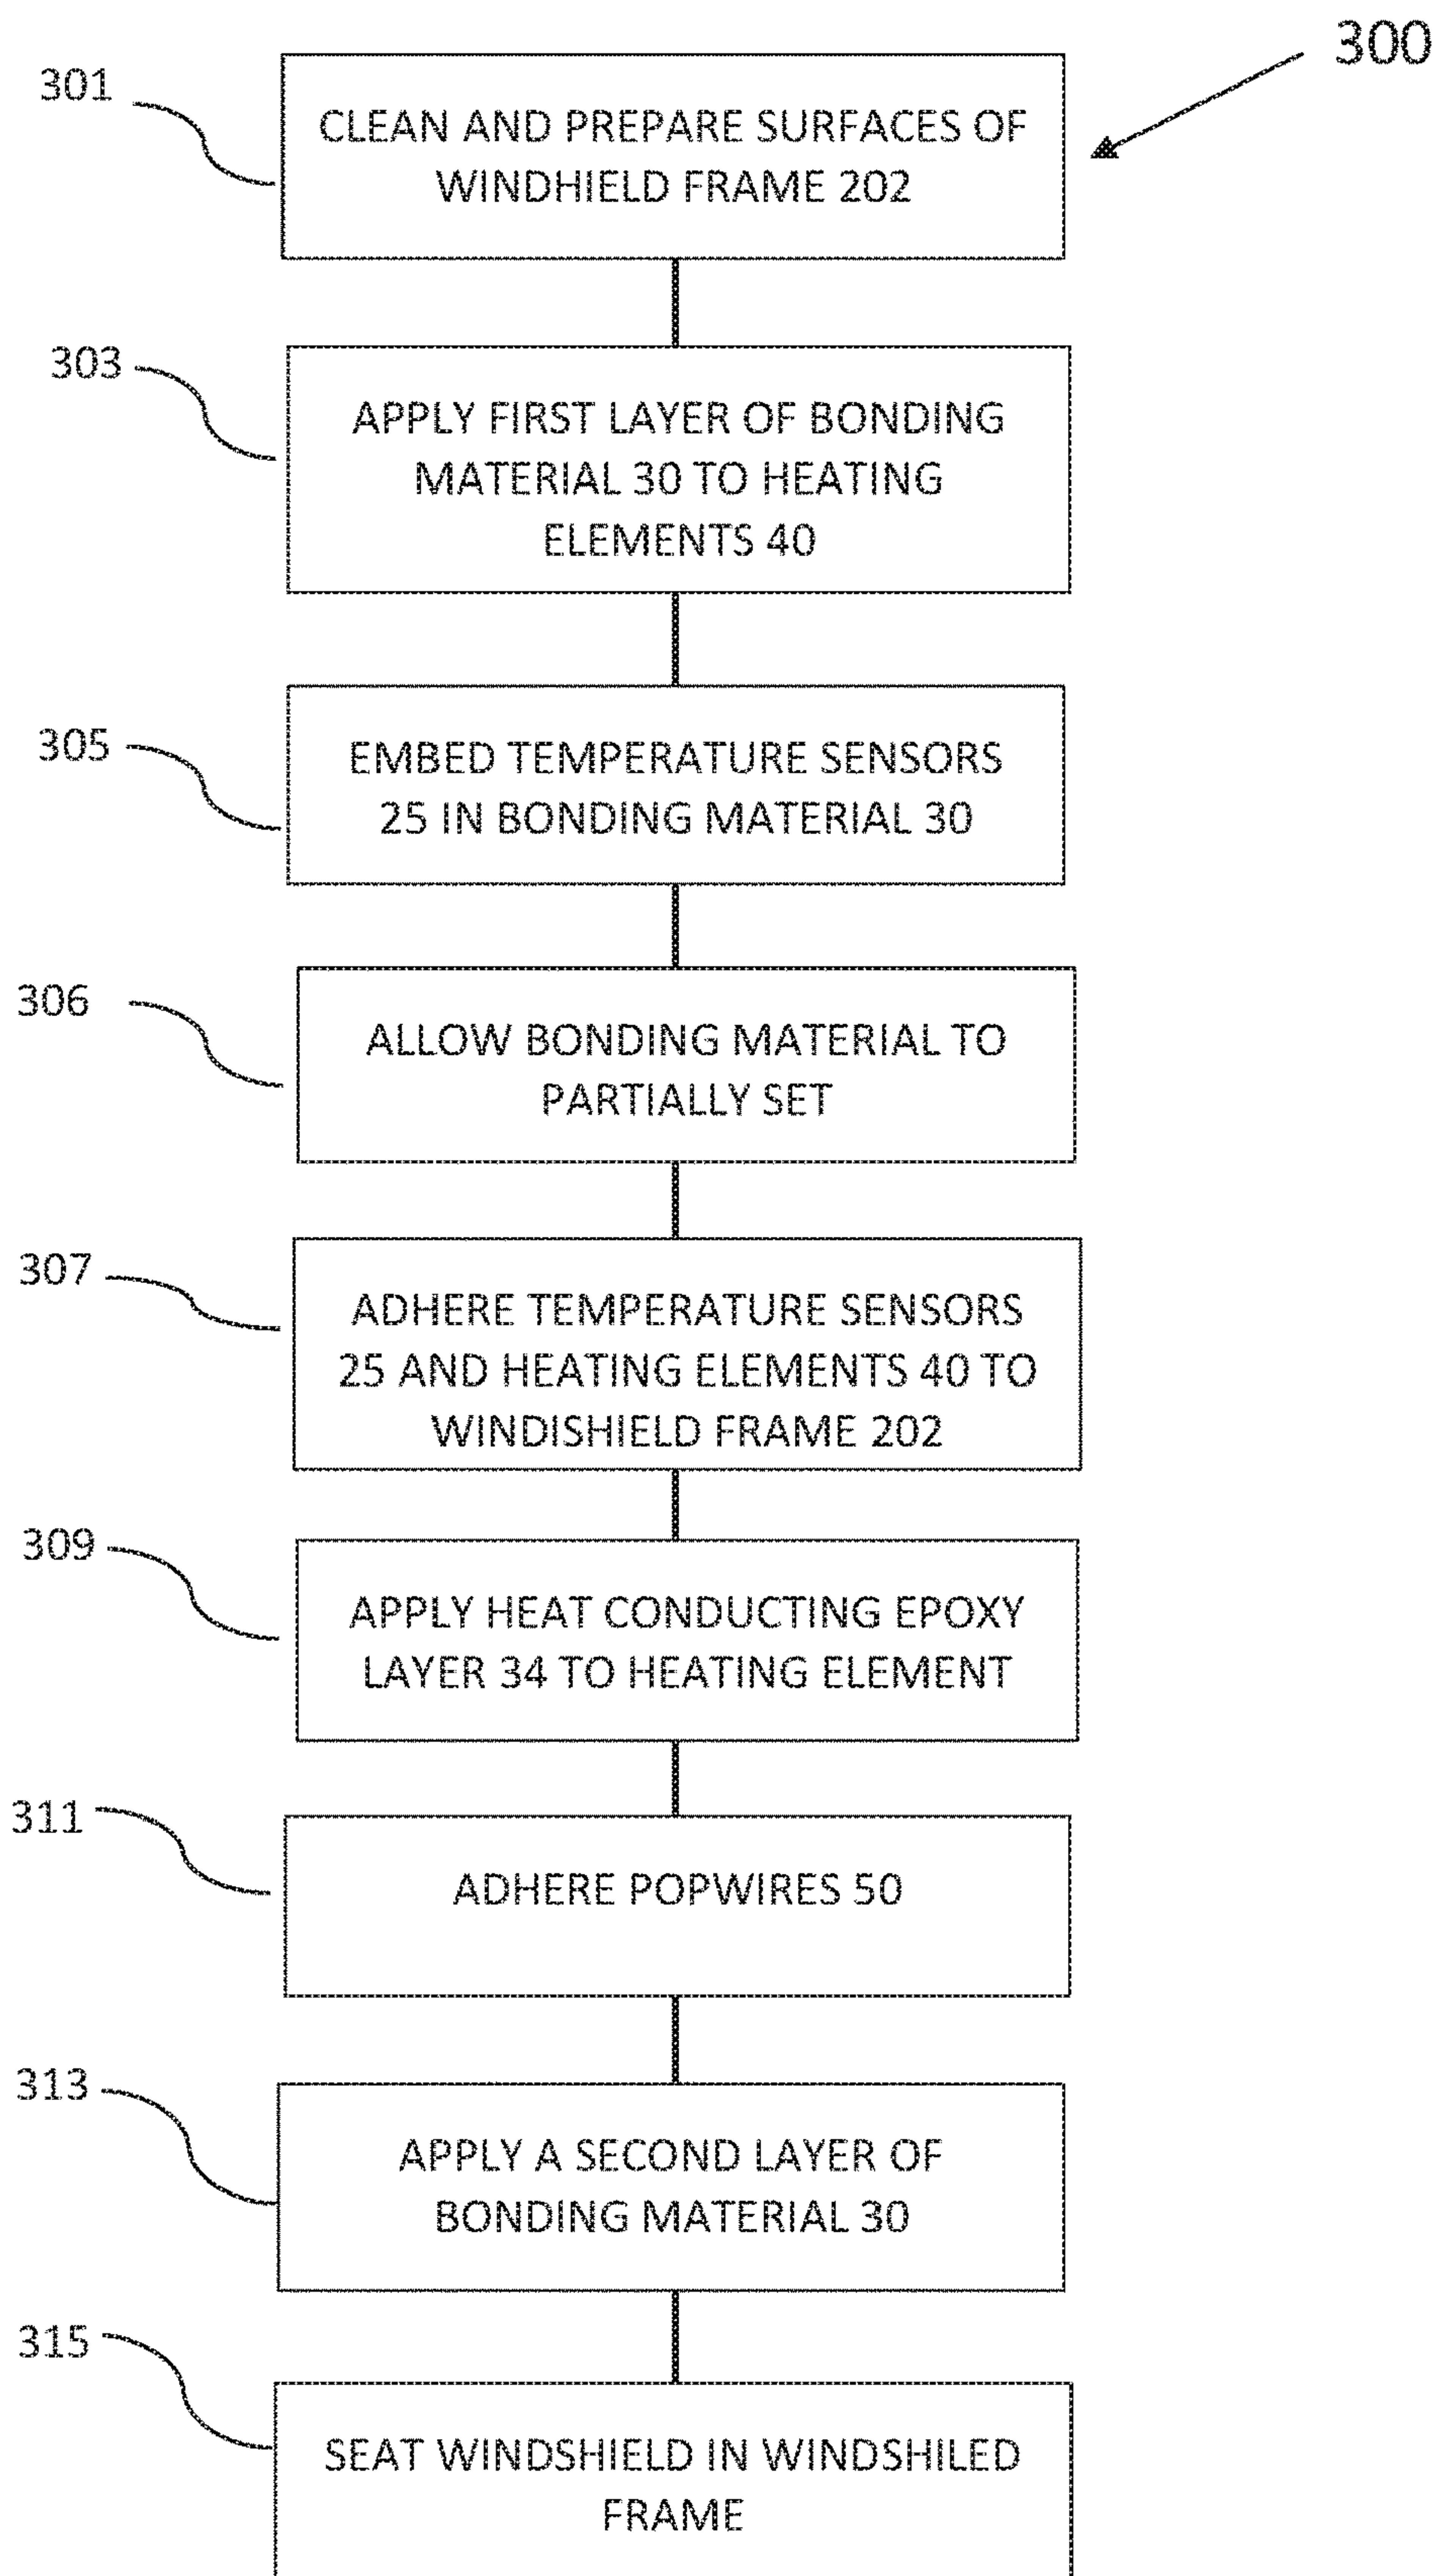 300
301
CLEAN AND PREPARE SURFACES OF
WINDHIELD FRAME 202
303
APPLY FIRST LAYER OF BONDING
MATERIAL 30 TO HEATING
ELEMENTS 40
305
EMBED TEMPERATURE SENSORS
25 IN BONDING MATERIAL 30
306
ALLOW BONDING MATERIAL TO
PARTIALLY SET
307
ADHERE TEMPERATURE SENSORS
25 AND HEATING ELEMENTS 40 TO
WINDISHIELD FRAME 202
309
APPLY HEAT CONDUCTING EPOXY
LAYER 34 TO HEATING ELEMENT
311
ADHERE POPWIRES 50
313
APPLY A SECOND LAYER OF
BONDING MATERIAL 30
315
SEAT WINDSHIELD IN WINDSHILED
FRAME